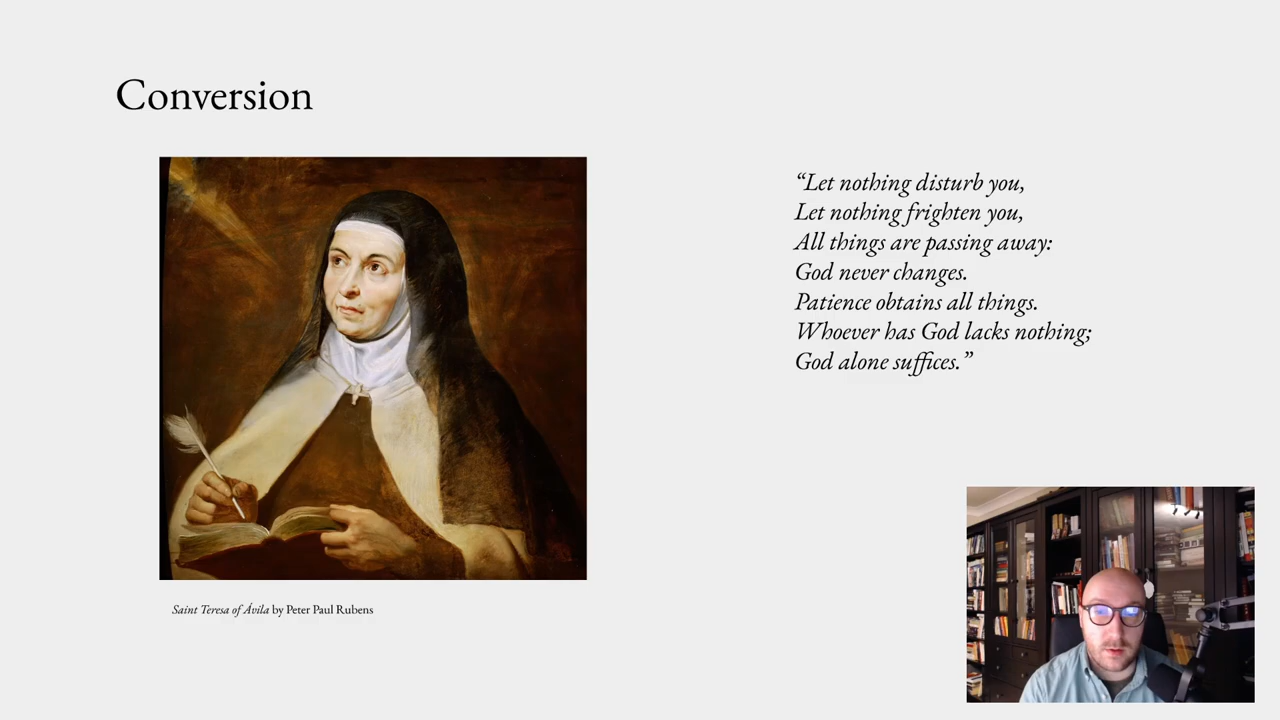 Conversion
“Let nothing disturb you,
Let nothing frighten you,
All things are passing away:
God never changes.
Patience obtains all things.
Whoever has God lacks nothing;
God alone suffices.”
Saint Teresa of Ávila by Peter Paul Rubens